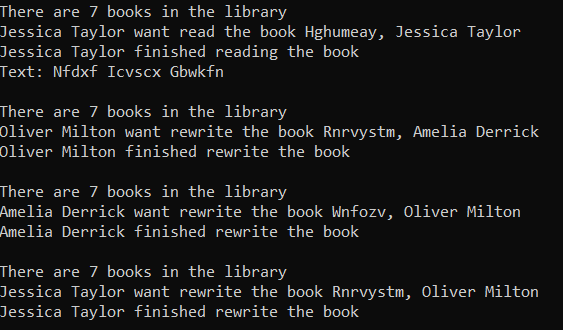 There are 7 books in the library
Jessica Taylor want read the book Hghumeay, Jessica Taylor
Jessica Taylor finished reading the book
Text: Nfdxf Icvscx Gbwkfn
There are 7 books in the library
Oliver Milton want rewrite the book Rnrvystm, Amelia Derrick
Oliver Milton finished rewrite the book
There are 7 books in the library
Amelia Derrick want rewrite the book Wnfozv, Oliver Milton
Amelia Derrick finished rewrite the book
There are 7 books in the library
Jessica Taylor want rewrite the book Rnrvystm, Oliver Milton
Jessica Taylor finished rewrite the book